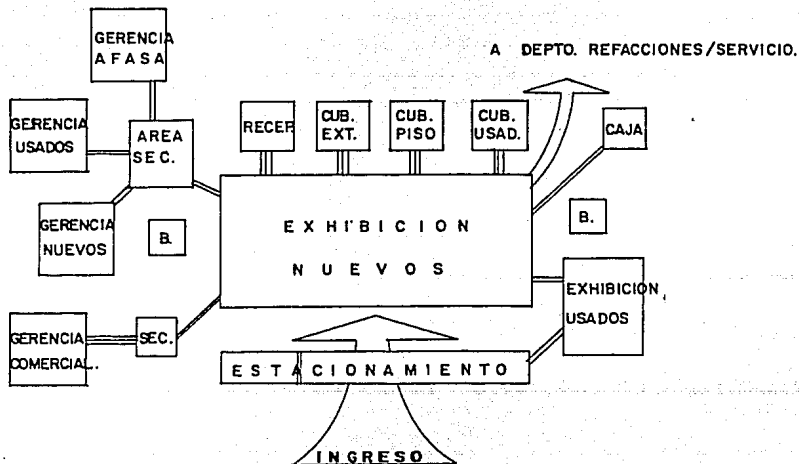 GERENCIA
AFASA
A DEPTO. REFACCIONES/SERVICIO.
GERENCIA
USADOS
AREA
SEC.
RECEP.
CUB.
EXT.
CUB.
PISO
CUB.
USAD.
CAJA
GERENCIA
NUEVOS
B.
EXHIBICION
NUEVOS
B.
EXHIBICION
USADOS
GERENCIA
COMERCIAL.
SEC.
ESTACIONAMIENTO
INGRESO